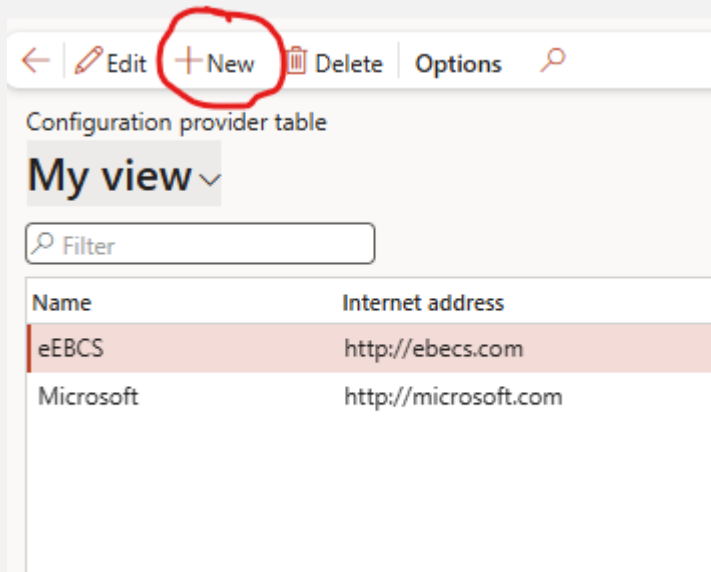 Edit New Delete Options
Configuration provider table
My view
Filter
Name Internet address
eEBCS http://ebecs.com
Microsoft http://microsoft.com